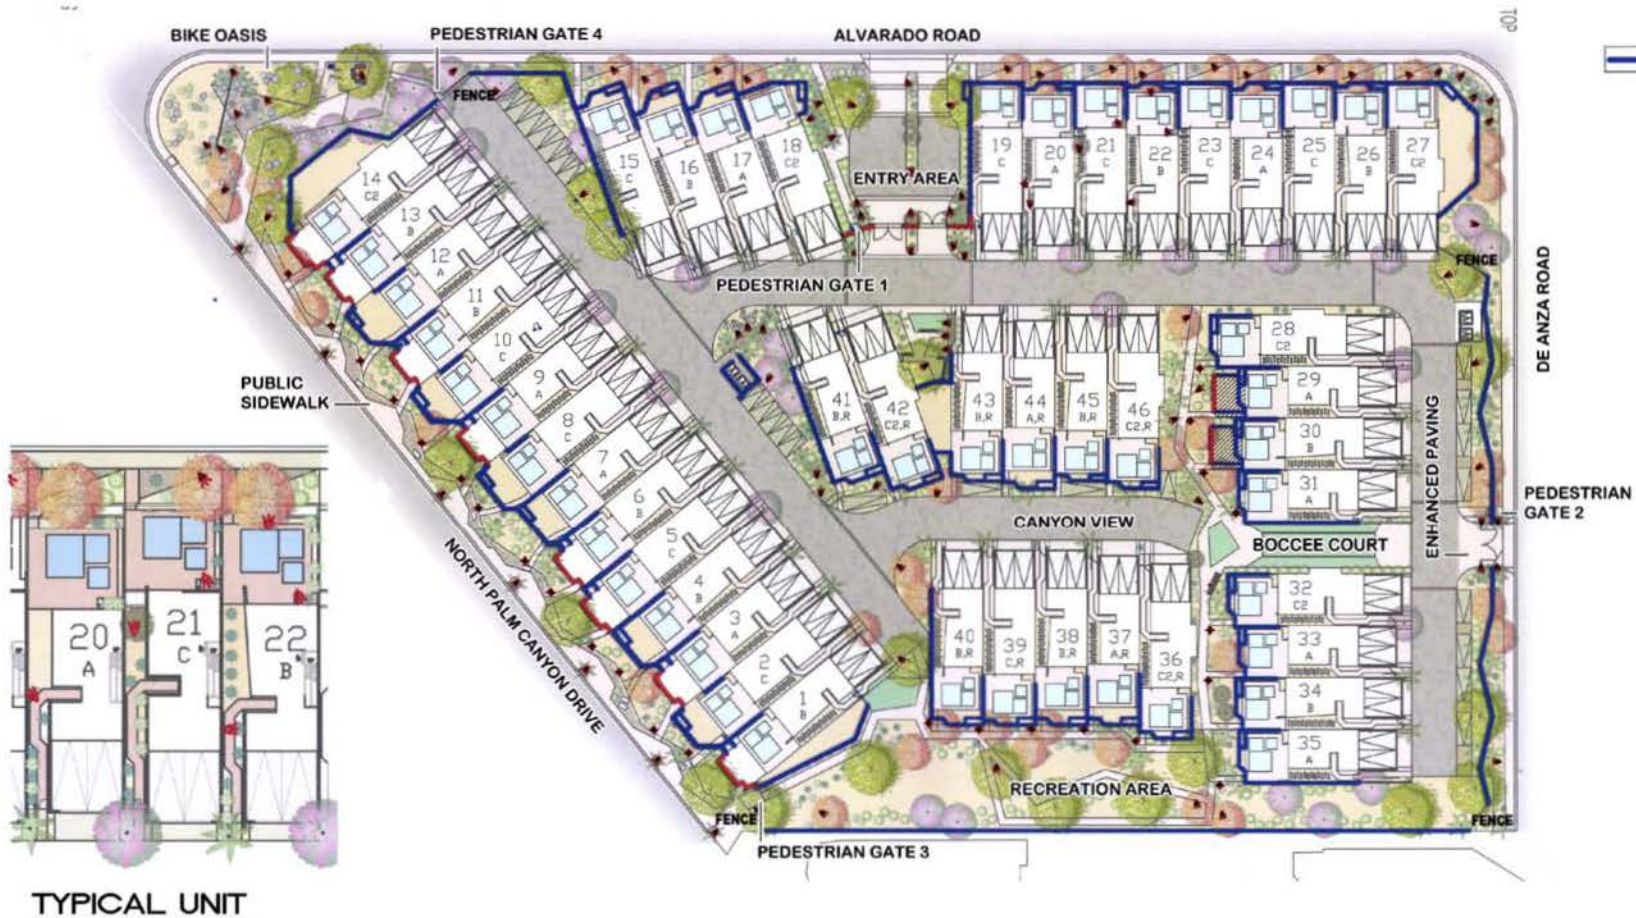 TOP
BIKE OASIS
PEDESTRIAN GATE 4
ALVARADO ROAD
FENCE
14
C2
13
B
12
A
11
B
10
C
4
9
A
8
C
7
A
6
B
5
C
4
B
3
A
2
C
1
B
15
C
16
B
17
A
18
C2
ENTRY AREA
19
C
20
A
21
C
22
B
23
C
24
A
25
C
26
B
27
C2
FENCE
DE ANZA ROAD
PEDESTRIAN GATE 1
PUBLIC
SIDEWALK
41
B,R
42
C2,R
43
B,R
44
A,R
45
B,R
46
C2,R
28
C2
29
A
30
B
31
A
ENHANCED PAVING
PEDESTRIAN
GATE 2
CANYON VIEW
BOCCEE COURT
NORTH PALM CANYON DRIVE
40
B,R
39
C,R
38
B,R
37
A,R
36
C2,R
32
C2
33
A
34
B
35
A
RECREATION AREA
FENCE
FENCE
PEDESTRIAN GATE 3
20
A
21
C
22
B
TYPICAL UNIT